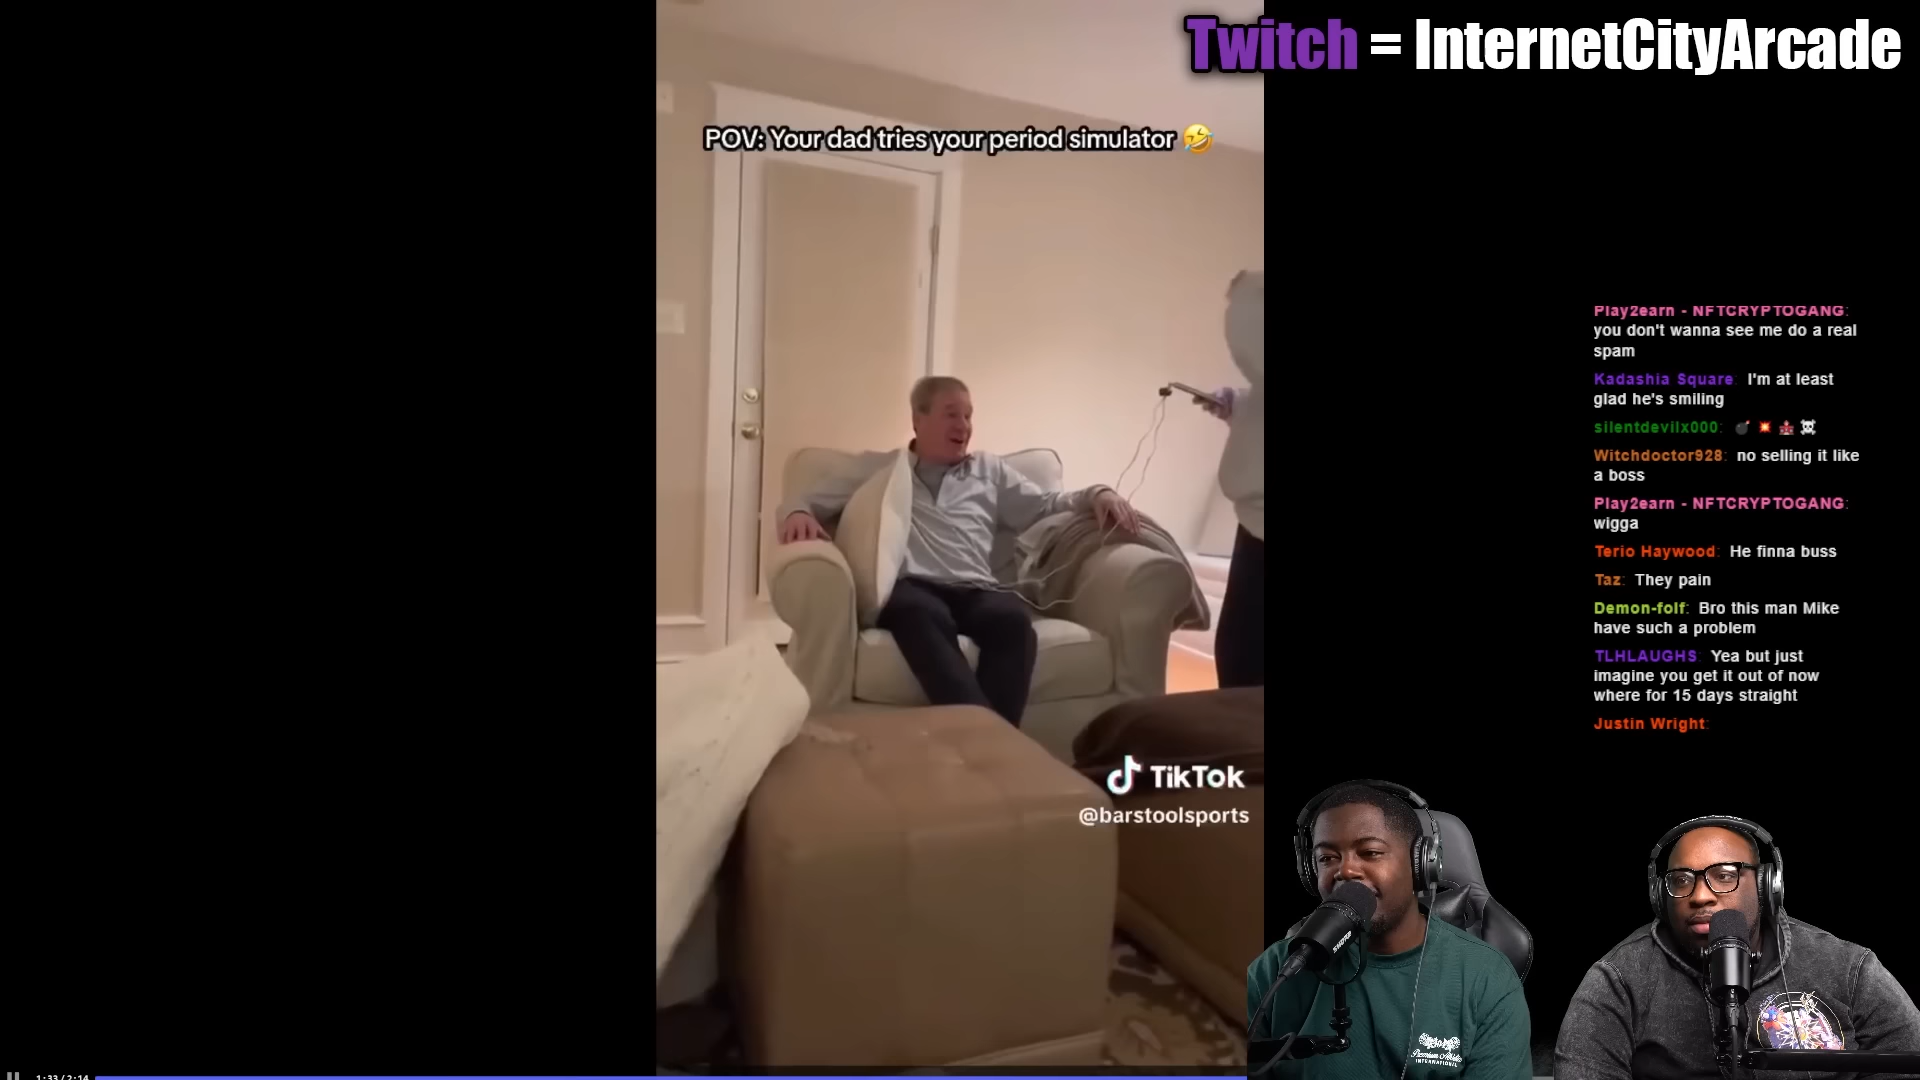 Twitch = InternetCityArcade
POV: Your dad tries your period simulator 🤣
Play2earn - NFTCRYPTOGANG:
you don't wanna see me do a real
spam
Kadashia Square: I'm at least
glad he's smiling
silentdevilx000: 💣 💥 🏰 ☠️
Witchdoctor928: no selling it like
a boss
Play2earn - NFTCRYPTOGANG:
wigga
Terio Haywood: He finna buss
Taz: They pain
Demon-folf: Bro this man Mike
have such a problem
TLHLAUGHS: Yea but just
imagine you get it out of now
where for 15 days straight
Justin Wright:
TikTok
@barstoolsports
SHURE
INTERNATIONAL
1:33/2:14